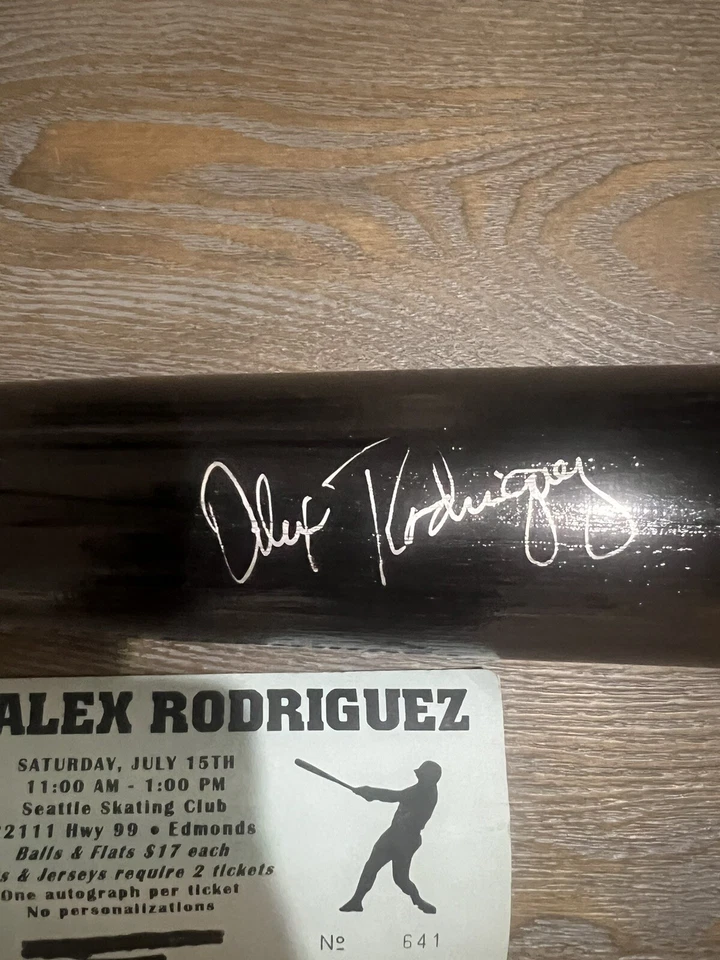 Alex Rodriguez
ALEX RODRIGUEZ
SATURDAY, JULY 15TH
11:00 AM - 1:00 PM
Seattle Skating Club
2111 Hwy 99 • Edmonds
Balls & Flats $17 each
s & Jerseys require 2 tickets
One autograph per ticket
No personalizations
Nº 641